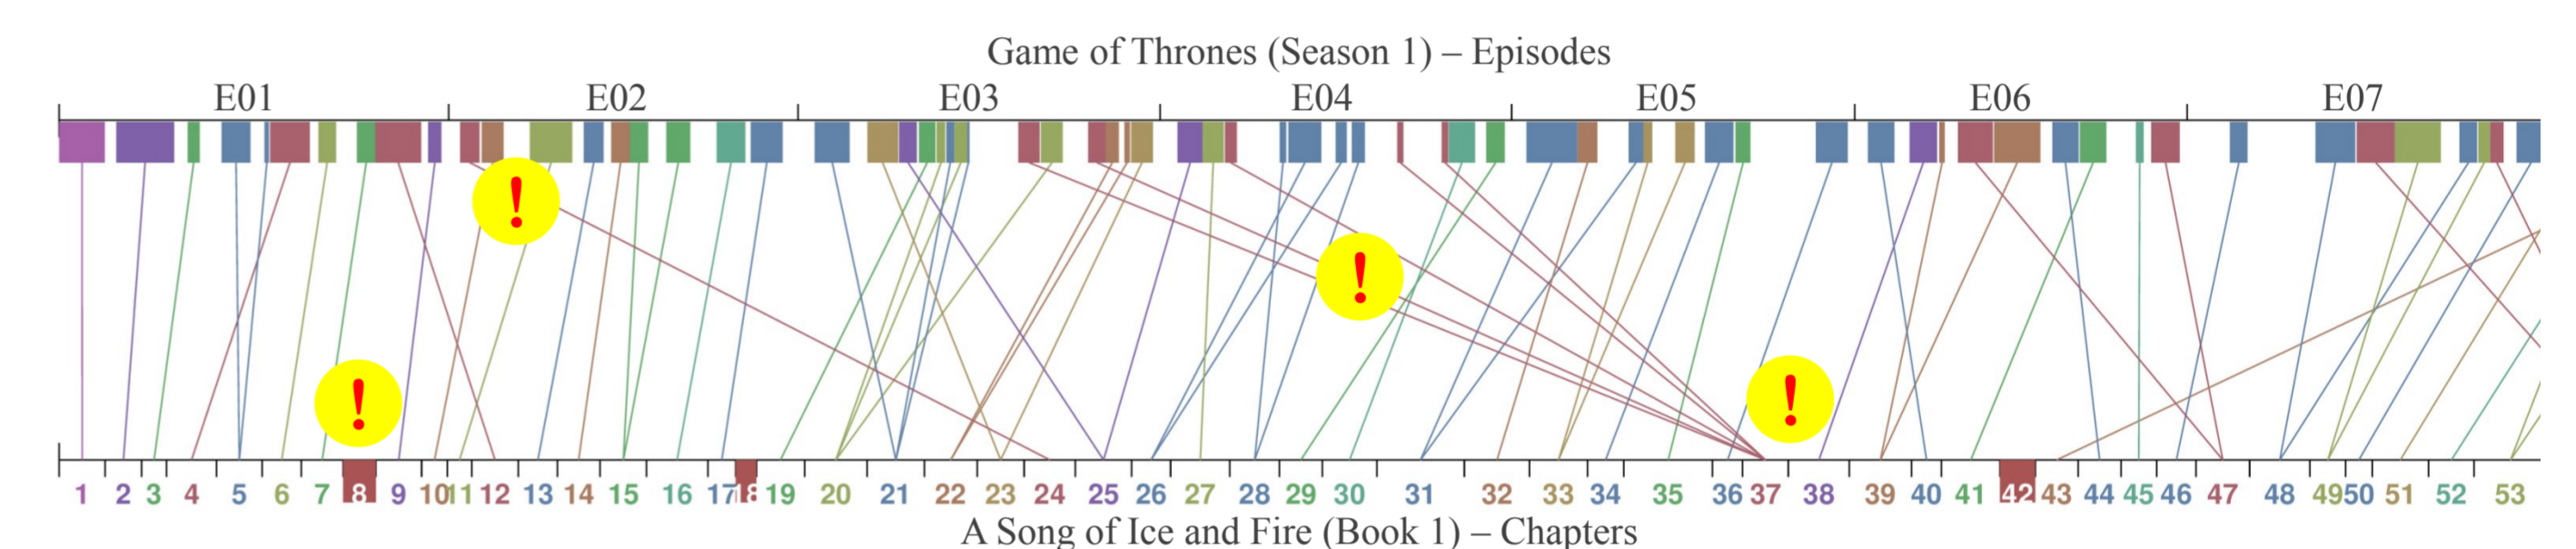 Game of Thrones (Season 1) – Episodes
E01 E02 E03 E04 E05 E06 E07
!
!
!
!
1 2 3 4 5 6 7 8 9 10 11 12 13 14 15 16 17 18 19 20 21 22 23 24 25 26 27 28 29 30 31 32 33 34 35 36 37 38 39 40 41 42 43 44 45 46 47 48 49 50 51 52 53
A Song of Ice and Fire (Book 1) – Chapters